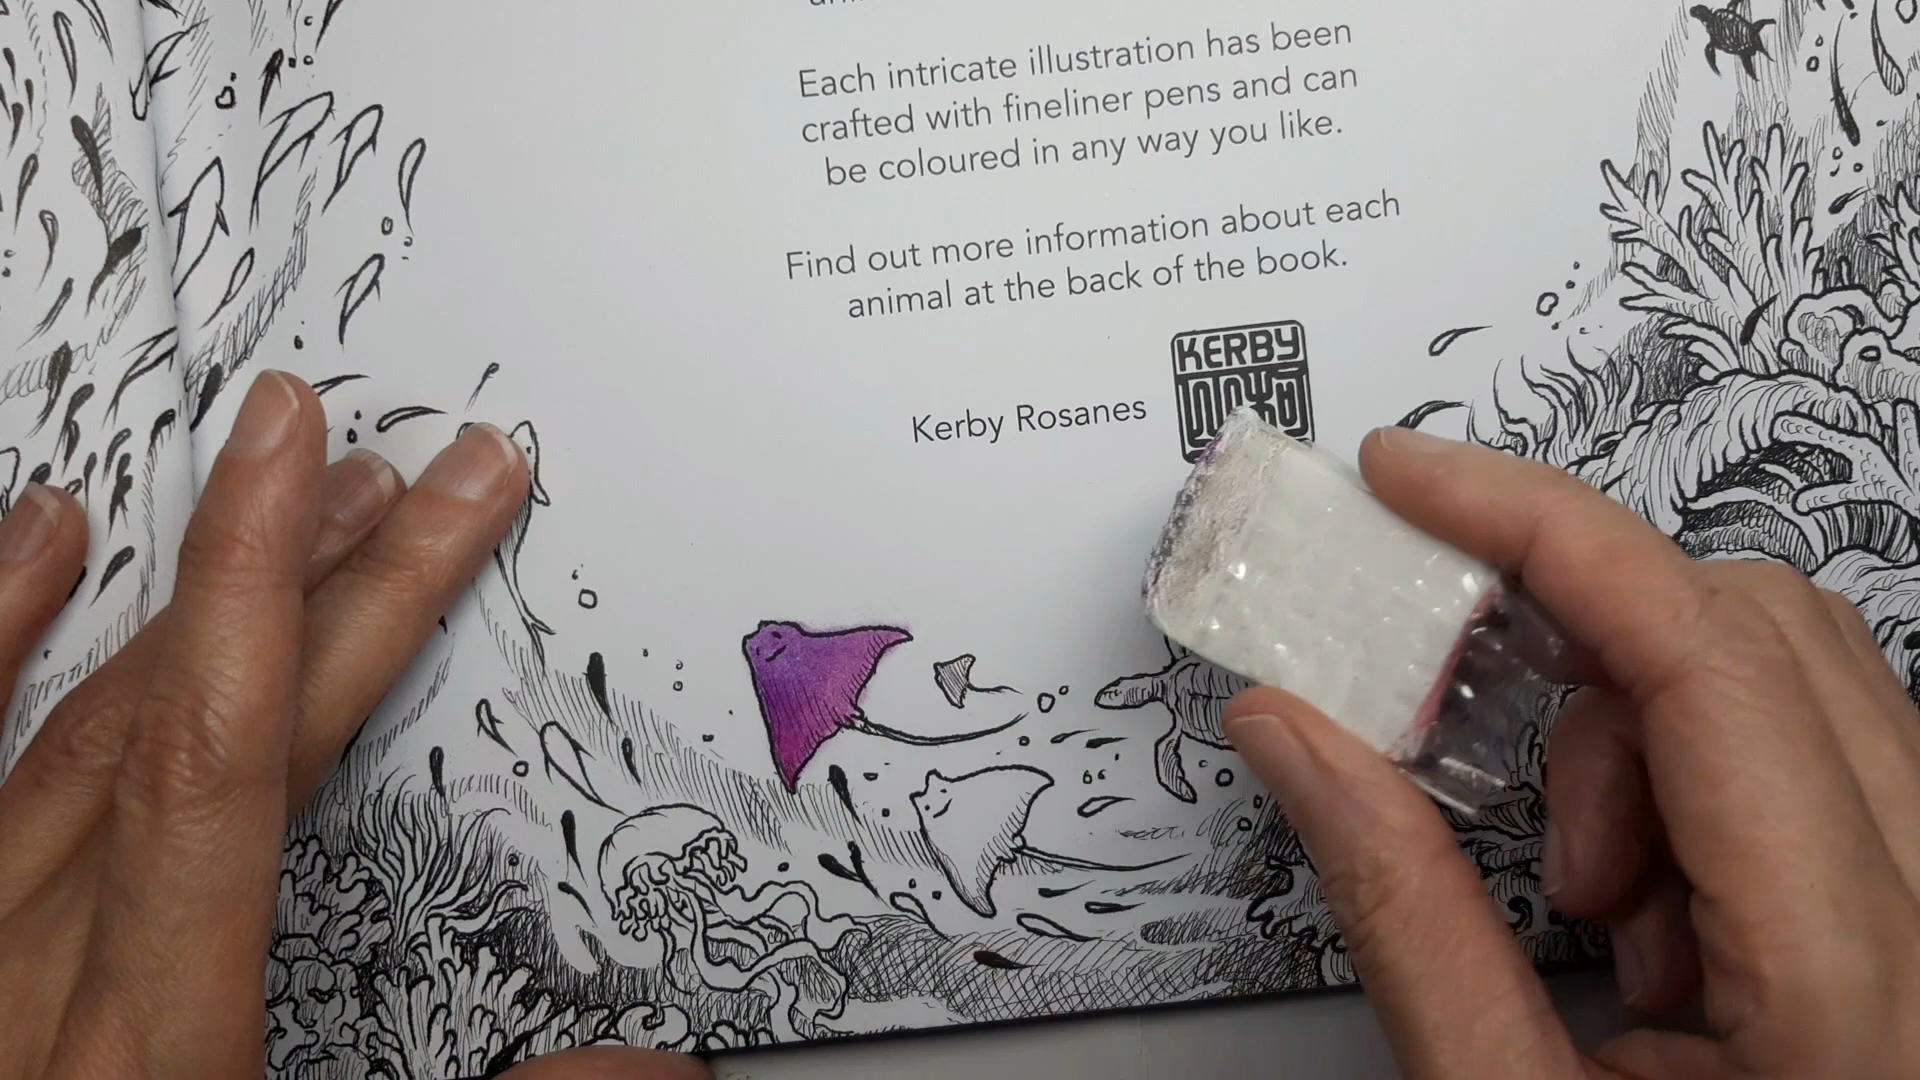 Each intricate illustration has been
crafted with fineliner pens and can
be coloured in any way you like.
Find out more information about each
animal at the back of the book.
Kerby Rosanes
KERBY